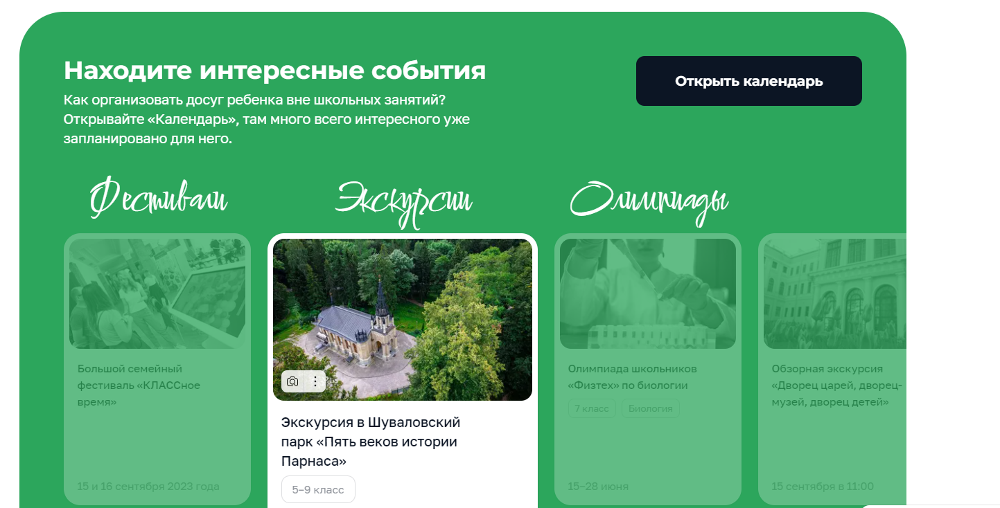 Находите интересные события
Открыть календарь
Как организовать досуг ребенка вне школьных занятий?
Открывайте «Календарь», там много всего интересного уже
запланировано для него.
Фестивали
Экскурсии
Олимпиады
Большой семейный
фестиваль «КЛАССное
время»
15 и 16 сентября 2023 года
Экскурсия в Шуваловский
парк «Пять веков истории
Парнаса»
5–9 класс
Олимпиада школьников
«Физтех» по биологии
7 класс
Биология
15–28 июня
Обзорная экскурсия
«Дворец царей, дворец-
музей, дворец детей»
15 сентября в 11:00